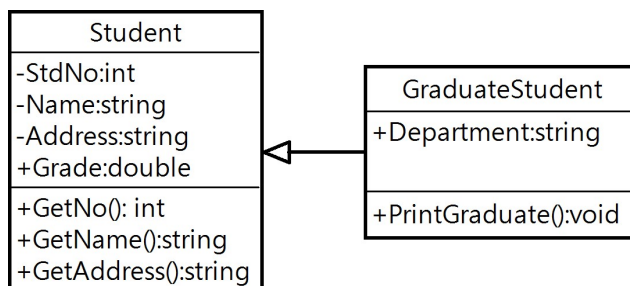 Student
-StdNo:int
-Name:string
-Address:string
+Grade:double
+GetNo(): int
+GetName():string
+GetAddress():string
GraduateStudent
+Department:string
+PrintGraduate():void